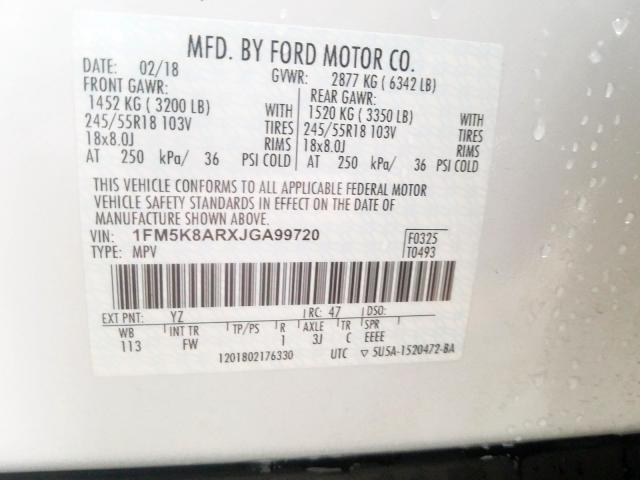 MFD. BY FORD MOTOR CO.
DATE: 02/18 GVWR: 2877 KG ( 6342 LB)
FRONT GAWR: REAR GAWR:
1452 KG ( 3200 LB) WITH 1520 KG ( 3350 LB) WITH
245/55R18 103V TIRES 245/55R18 103V TIRES
18x8.0J RIMS 18x8.0J RIMS
AT 250 kPa/ 36 PSI COLD AT 250 kPa/ 36 PSI COLD
THIS VEHICLE CONFORMS TO ALL APPLICABLE FEDERAL MOTOR
VEHICLE SAFETY STANDARDS IN EFFECT ON THE DATE OF
MANUFACTURE SHOWN ABOVE.
VIN: 1FM5K8ARXJGA99720 F0325
TYPE: MPV T0493
EXT PNT: YZ RC: 47 DSO:
WB INT TR TP/PS R AXLE TR SPR
113 FW 1 3J C EEEE
1201802176330 UTC ▽ 5U5A-1520472-BA